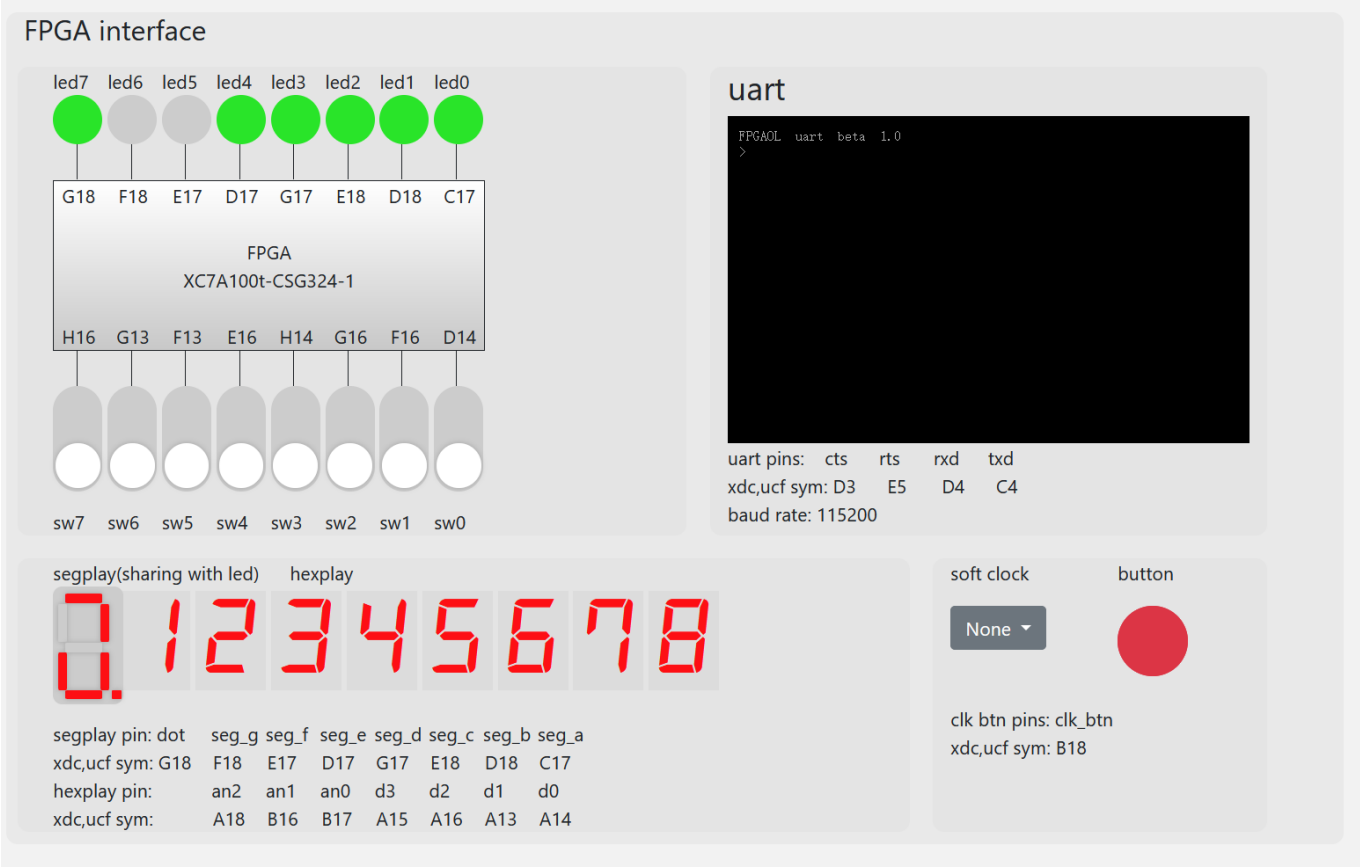 FPGA interface
led7 led6 led5 led4 led3 led2 led1 led0
G18 F18 E17 D17 G17 E18 D18 C17
FPGA
XC7A100t-CSG324-1
H16 G13 F13 E16 H14 G16 F16 D14
sw7 sw6 sw5 sw4 sw3 sw2 sw1 sw0
uart
FPGAOL uart beta 1.0
>
uart pins: cts rts rxd txd
xdc,ucf sym: D3 E5 D4 C4
baud rate: 115200
segplay(sharing with led) hexplay
12345678
segplay pin: dot seg_g seg_f seg_e seg_d seg_c seg_b seg_a
xdc,ucf sym: G18 F18 E17 D17 G17 E18 D18 C17
hexplay pin: an2 an1 an0 d3 d2 d1 d0
xdc,ucf sym: A18 B16 B17 A15 A16 A13 A14
soft clock button
None
clk btn pins: clk_btn
xdc,ucf sym: B18